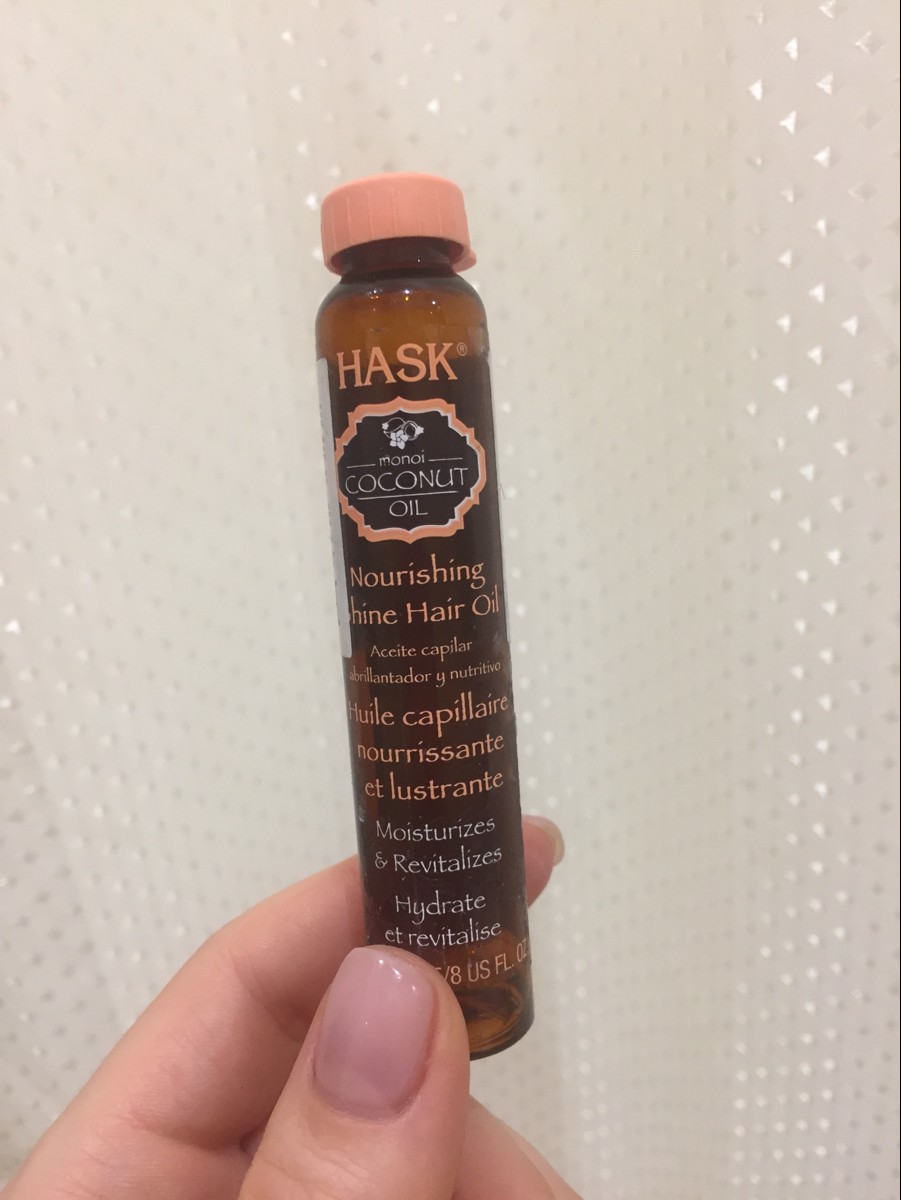 HASK®
monoi
COCONUT
OIL
Nourishing
hine Hair Oil
Aceite capilar
abrillantador y nutritivo
Huile capillaire
nourrissante
et lustrante
Moisturizes
& Revitalizes
Hydrate
et revitalise
5/8 US FL. OZ